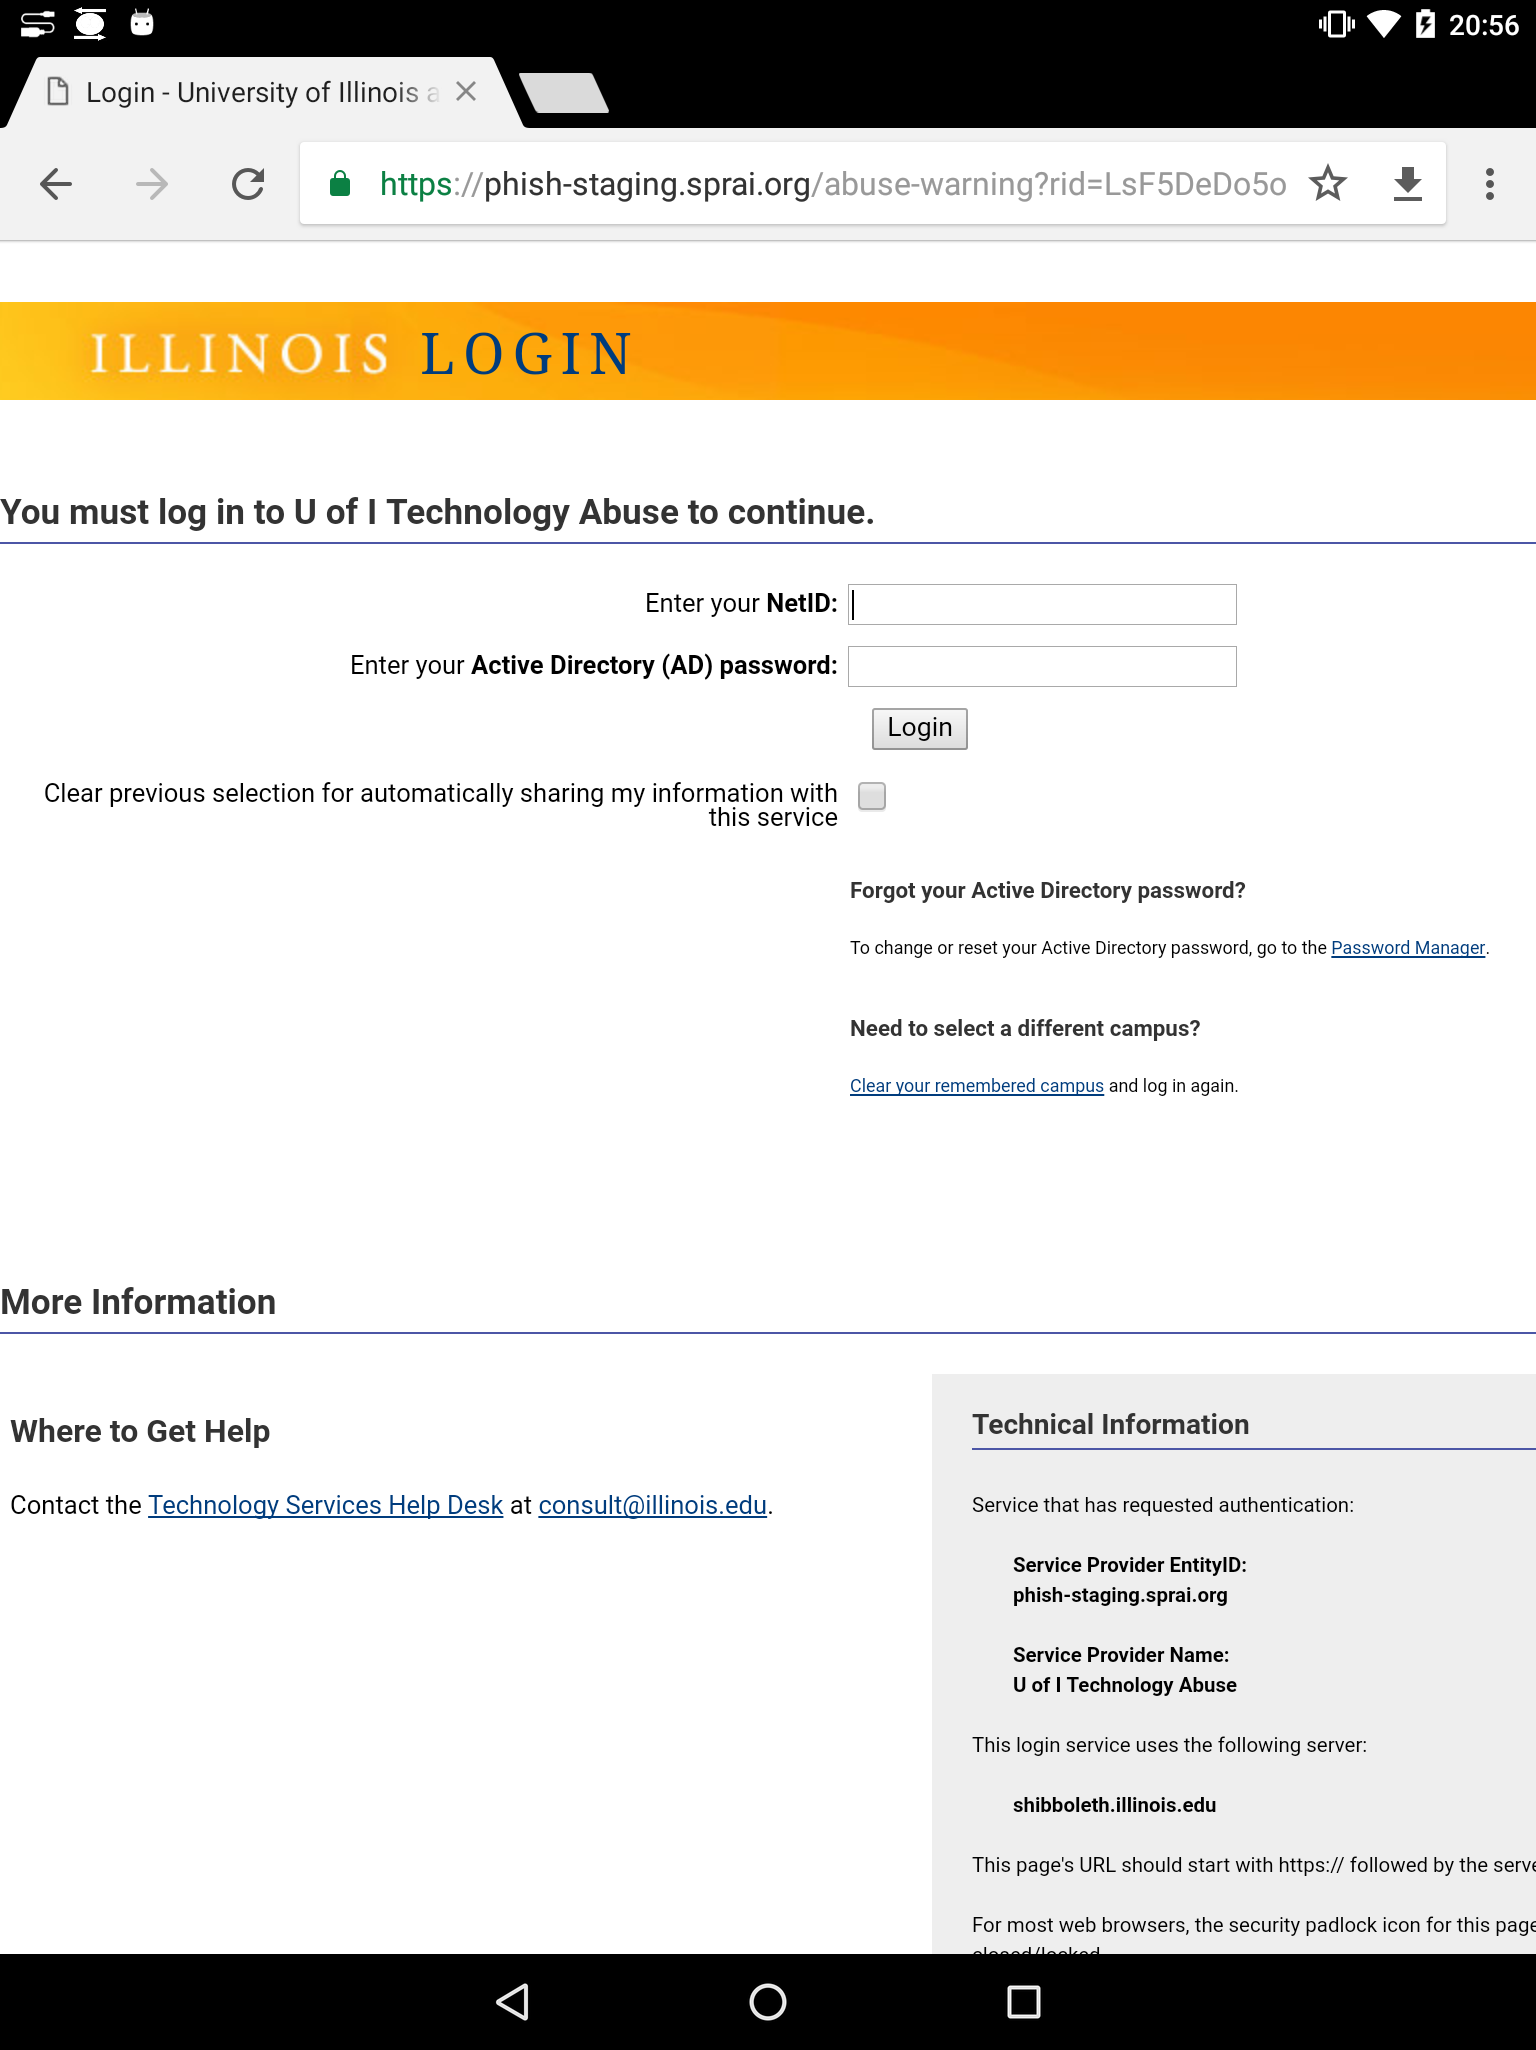 20:56
Login - University of Illinois a
https://phish-staging.sprai.org/abuse-warning?rid=LsF5DeDo5o
ILLINOIS LOGIN
You must log in to U of I Technology Abuse to continue.
Enter your NetID:
Enter your Active Directory (AD) password:
Login
Clear previous selection for automatically sharing my information with
this service
Forgot your Active Directory password?
To change or reset your Active Directory password, go to the Password Manager.
Need to select a different campus?
Clear your remembered campus and log in again.
More Information
Where to Get Help
Contact the Technology Services Help Desk at consult@illinois.edu.
Technical Information
Service that has requested authentication:
Service Provider EntityID:
phish-staging.sprai.org
Service Provider Name:
U of I Technology Abuse
This login service uses the following server:
shibboleth.illinois.edu
This page's URL should start with https:// followed by the serve
For most web browsers, the security padlock icon for this page
closed/locked